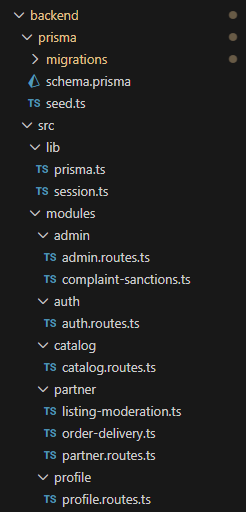 backend
prisma
migrations
schema.prisma
TS seed.ts
src
lib
TS prisma.ts
TS session.ts
modules
admin
TS admin.routes.ts
TS complaint-sanctions.ts
auth
TS auth.routes.ts
catalog
TS catalog.routes.ts
partner
TS listing-moderation.ts
TS order-delivery.ts
TS partner.routes.ts
profile
TS profile.routes.ts